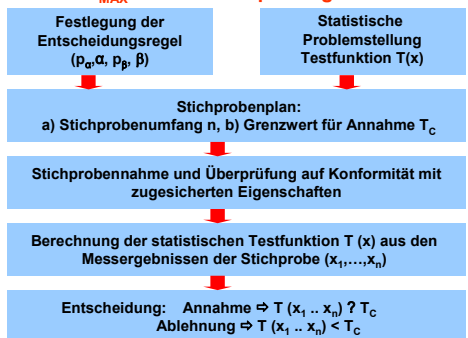 MAX
Festlegung der
Entscheidungsregel
(pα,α, pβ, β)
Statistische
Problemstellung
Testfunktion T(x)
Stichprobenplan:
a) Stichprobenumfang n, b) Grenzwert für Annahme TC
Stichprobennahme und Überprüfung auf Konformität mit
zugesicherten Eigenschaften
Berechnung der statistischen Testfunktion T (x) aus den
Messergebnissen der Stichprobe (x1,…,xn)
Entscheidung: Annahme ⇨ T (x1 .. xn) ? TC
Ablehnung ⇨ T (x1 .. xn) < TC